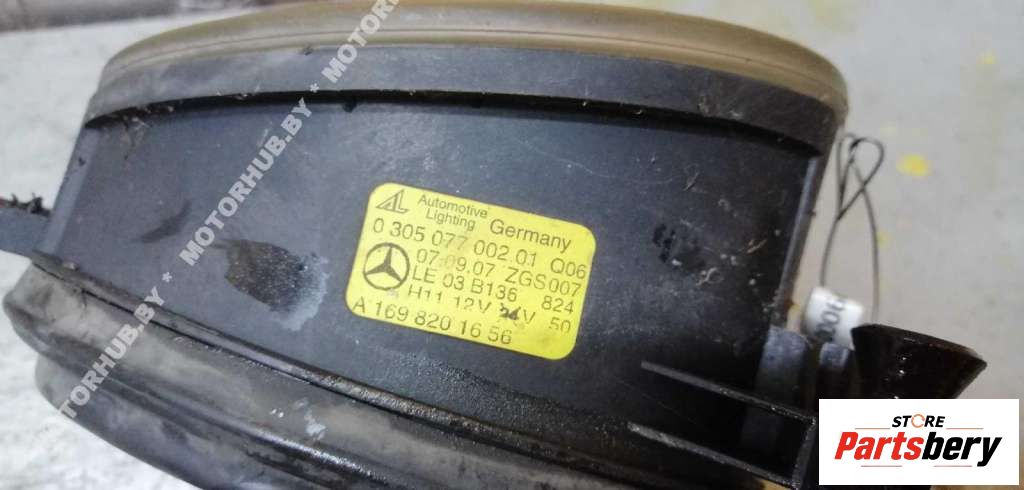 MOTORHUB.BY * MOTORHUB.BY * MOTOR
Automotive
Lighting Germany
0 305 077 002.01 Q06
07.09.07 ZGS007
LE 03 B136 824
H11 12V 24V 50
A 169 820 16 56
STORE
Partsbery